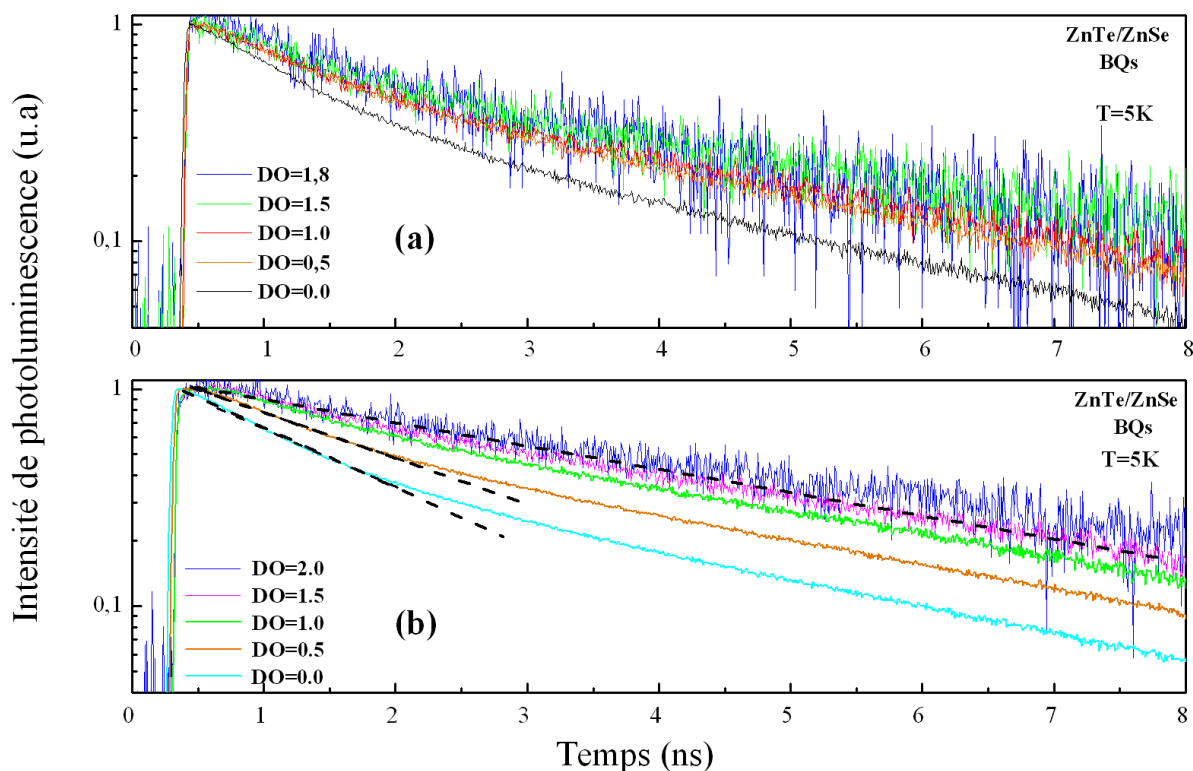 Intensité de photoluminescence (u.a)
1
0,1
ZnTe/ZnSe
BQs
T=5K
DO=1,8
DO=1.5
DO=1.0
DO=0,5
DO=0.0
(a)
0 1 2 3 4 5 6 7 8
1
0,1
ZnTe/ZnSe
BQs
T=5K
DO=2.0
DO=1.5
DO=1.0
DO=0.5
DO=0.0
(b)
0 1 2 3 4 5 6 7 8
Temps (ns)